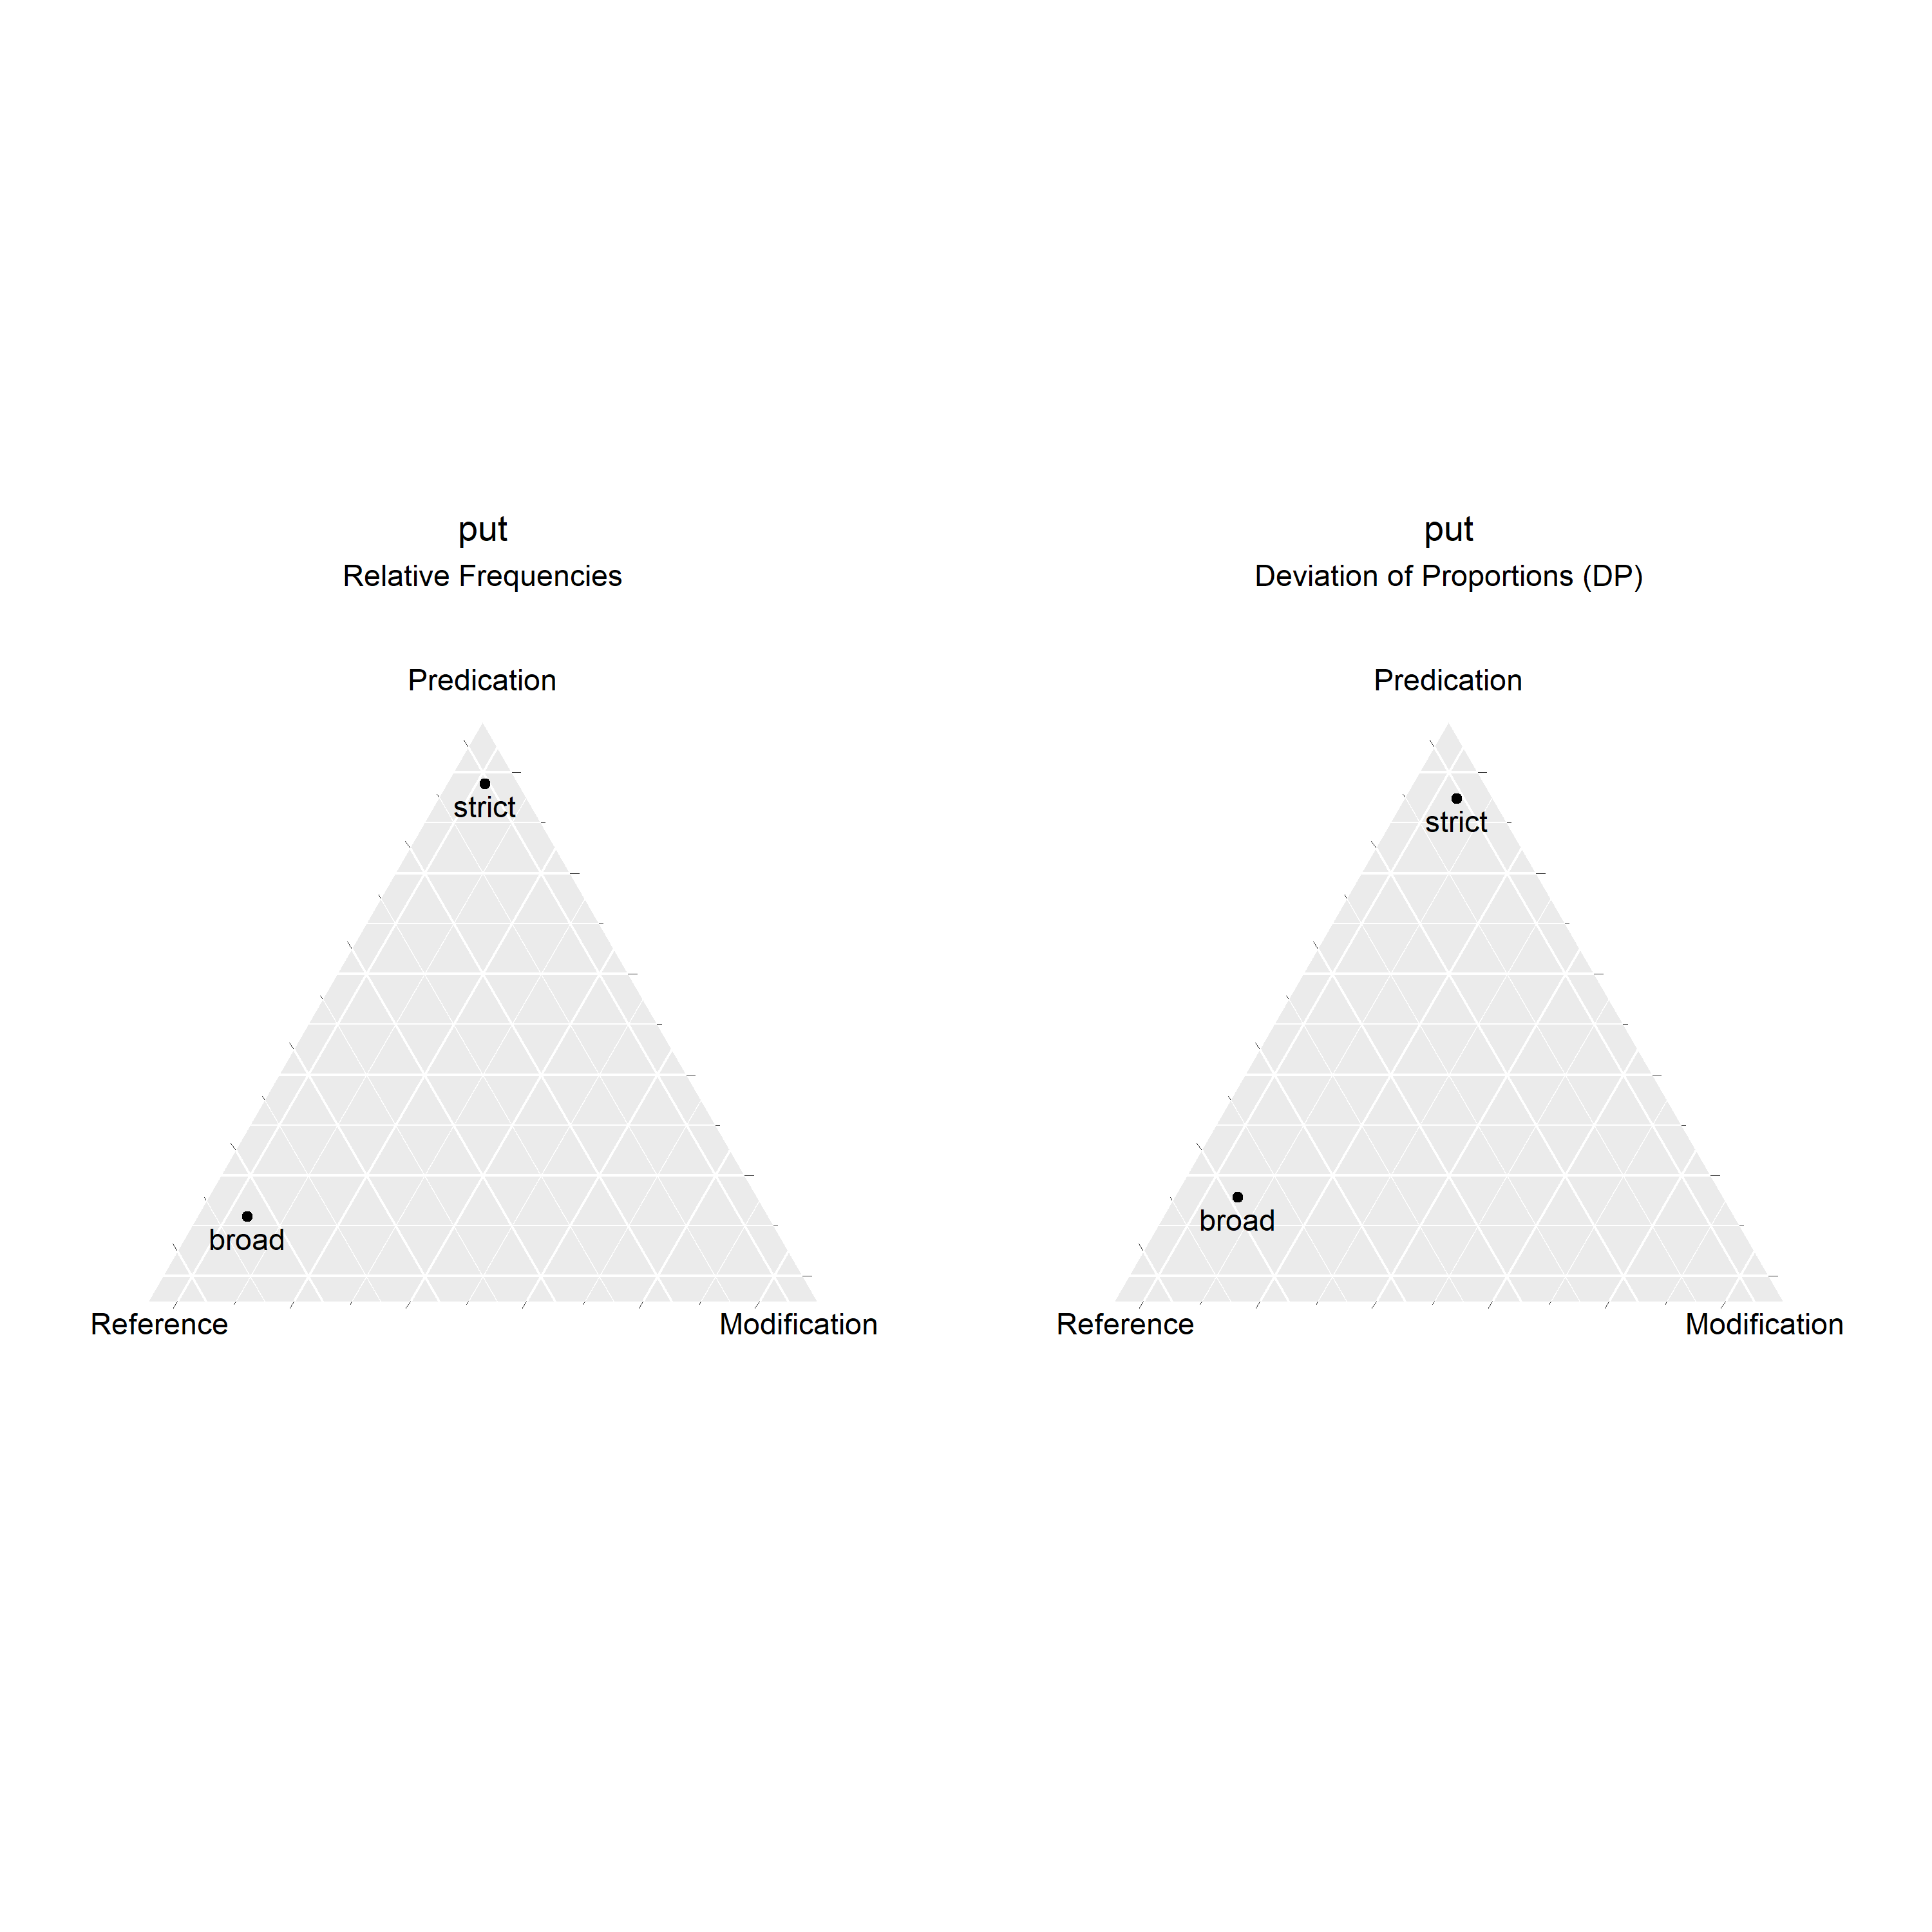 put
Relative Frequencies
Predication
strict
broad
Reference
Modification
put
Deviation of Proportions (DP)
Predication
strict
broad
Reference
Modification